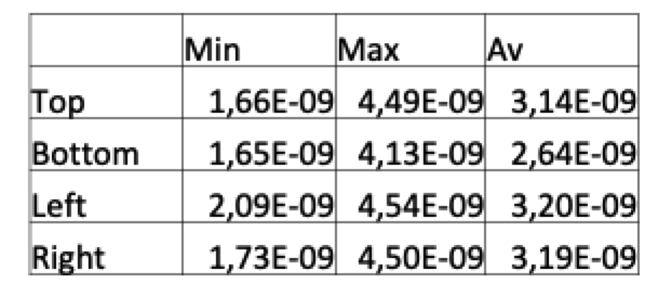 Min Max Av
Top 1,66E-09 4,49E-09 3,14E-09
Bottom 1,65E-09 4,13E-09 2,64E-09
Left 2,09E-09 4,54E-09 3,20E-09
Right 1,73E-09 4,50E-09 3,19E-09